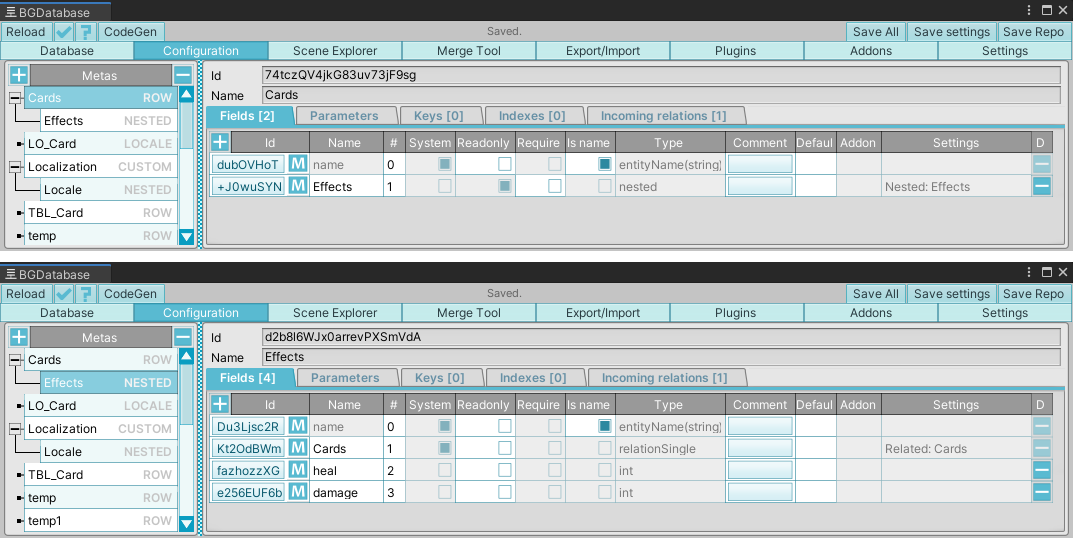 BGDatabase
Reload CodeGen Saved. Save All Save settings Save Repo
Database Configuration Scene Explorer Merge Tool Export/Import Plugins Addons Settings
Metas
Cards ROW
Effects NESTED
LO_Card LOCALE
Localization CUSTOM
Locale NESTED
TBL_Card ROW
temp ROW
Id 74tczQV4jkG83uv73jF9sg
Name Cards
Fields [2] Parameters Keys [0] Indexes [0] Incoming relations [1]
Id Name # System Readonly Require Is name Type Comment Defaul Addon Settings D
dubOVHoT M name 0 entityName(string)
+J0wuSYN M Effects 1 nested Nested: Effects
BGDatabase
Reload CodeGen Saved. Save All Save settings Save Repo
Database Configuration Scene Explorer Merge Tool Export/Import Plugins Addons Settings
Metas
Cards ROW
Effects NESTED
LO_Card LOCALE
Localization CUSTOM
Locale NESTED
TBL_Card ROW
temp ROW
temp1 ROW
Id d2b8l6WJx0arrevPXSmVdA
Name Effects
Fields [4] Parameters Keys [0] Indexes [0] Incoming relations [1]
Id Name # System Readonly Require Is name Type Comment Defaul Addon Settings D
Du3Ljsc2R M name 0 entityName(string)
Kt2OdBWm M Cards 1 relationSingle Related: Cards
fazhozzXG M heal 2 int
e256EUF6b M damage 3 int